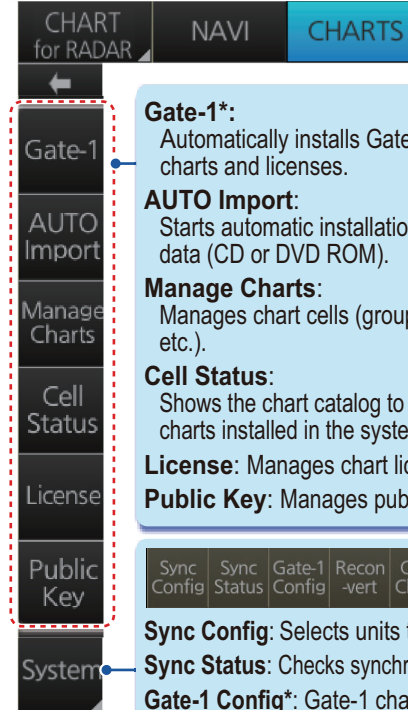 CHART
for RADAR
NAVI
CHARTS
Gate-1
AUTO
Import
Manage
Charts
Cell
Status
License
Public
Key
System
Gate-1*:
Automatically installs Gate
charts and licenses.
AUTO Import:
Starts automatic installatio
data (CD or DVD ROM).
Manage Charts:
Manages chart cells (group
etc.).
Cell Status:
Shows the chart catalog to
charts installed in the syste
License: Manages chart lic
Public Key: Manages pub
Sync
Config
Sync
Status
Gate-1
Config
Recon
-vert
Sync Config: Selects units
Sync Status: Checks synchr
Gate-1 Config*: Gate-1 cha